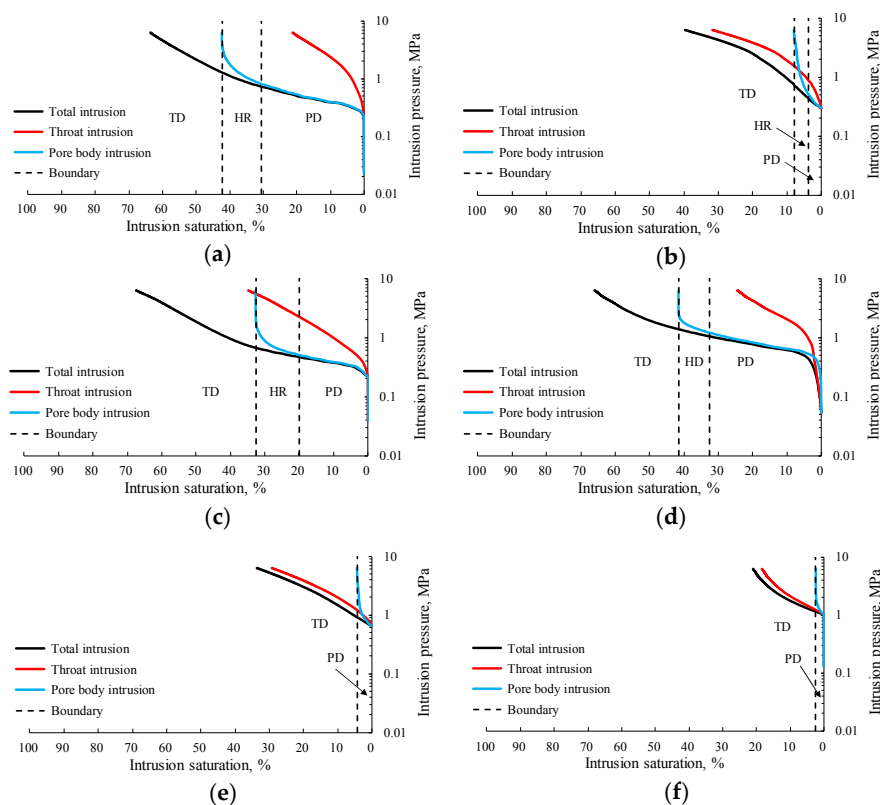 10
1
0.1
0.01
Intrusion pressure, MPa
TD
HR
PD
Total intrusion
Throat intrusion
Pore body intrusion
Boundary
100 90 80 70 60 50 40 30 20 10 0
Intrusion saturation, %
(a)
10
1
0.1
0.01
Intrusion pressure, MPa
TD
HR
PD
Total intrusion
Throat intrusion
Pore body intrusion
Boundary
100 90 80 70 60 50 40 30 20 10 0
Intrusion saturation, %
(b)
10
1
0.1
0.01
Intrusion pressure, MPa
TD
HR
PD
Total intrusion
Throat intrusion
Pore body intrusion
Boundary
100 90 80 70 60 50 40 30 20 10 0
Intrusion saturation, %
(c)
10
1
0.1
0.01
Intrusion pressure, MPa
TD
HD
PD
Total intrusion
Throat intrusion
Pore body intrusion
Boundary
100 90 80 70 60 50 40 30 20 10 0
Intrusion saturation, %
(d)
10
1
0.1
0.01
Intrusion pressure, MPa
TD
PD
Total intrusion
Throat intrusion
Pore body intrusion
Boundary
100 90 80 70 60 50 40 30 20 10 0
Intrusion saturation, %
(e)
10
1
0.1
0.01
Intrusion pressure, MPa
TD
PD
Total intrusion
Throat intrusion
Pore body intrusion
Boundary
100 90 80 70 60 50 40 30 20 10 0
Intrusion saturation, %
(f)